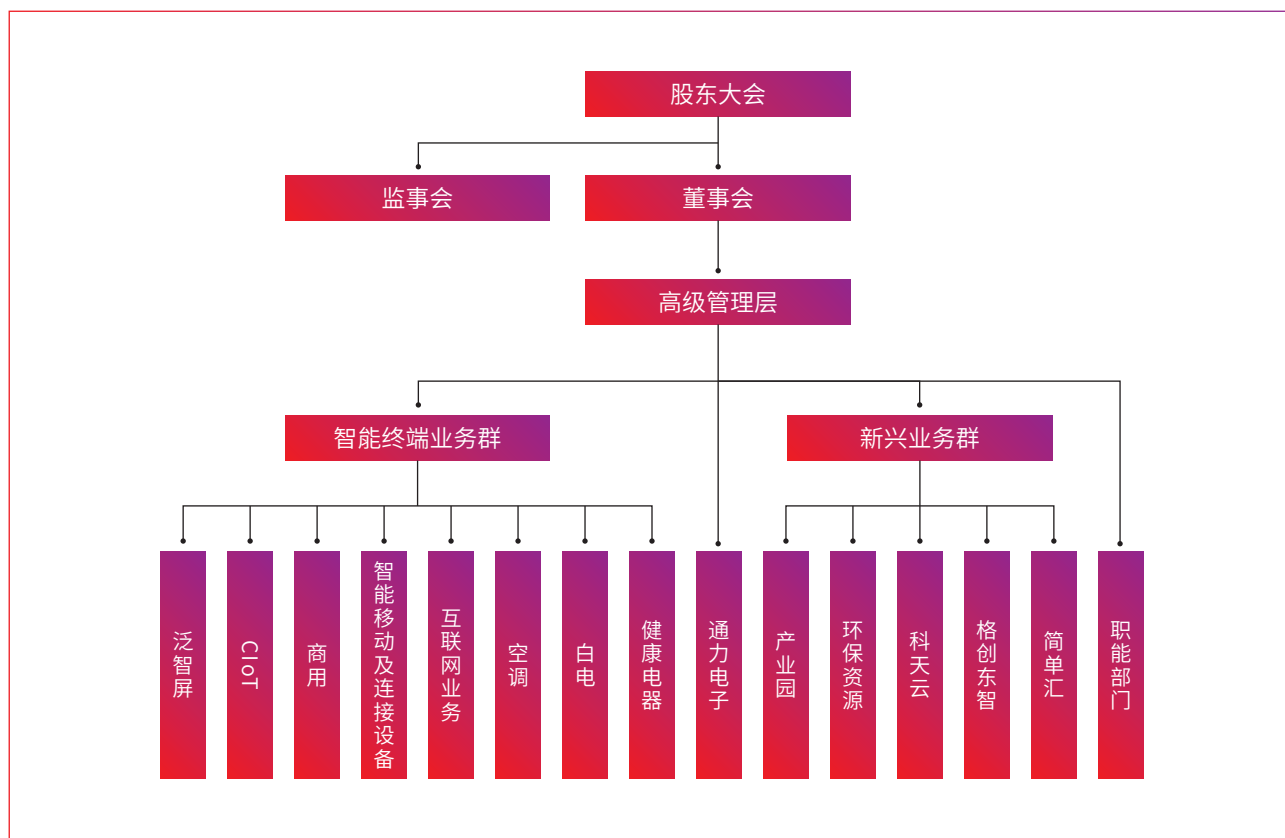 股东大会
监事会
董事会
高级管理层
智能终端业务群
新兴业务群
泛智屏
CIoT
商用
智能移动及连接设备
互联网业务
空调
白电
健康电器
通力电子
产业园
环保资源
科天云
格创东智
简单汇
职能部门